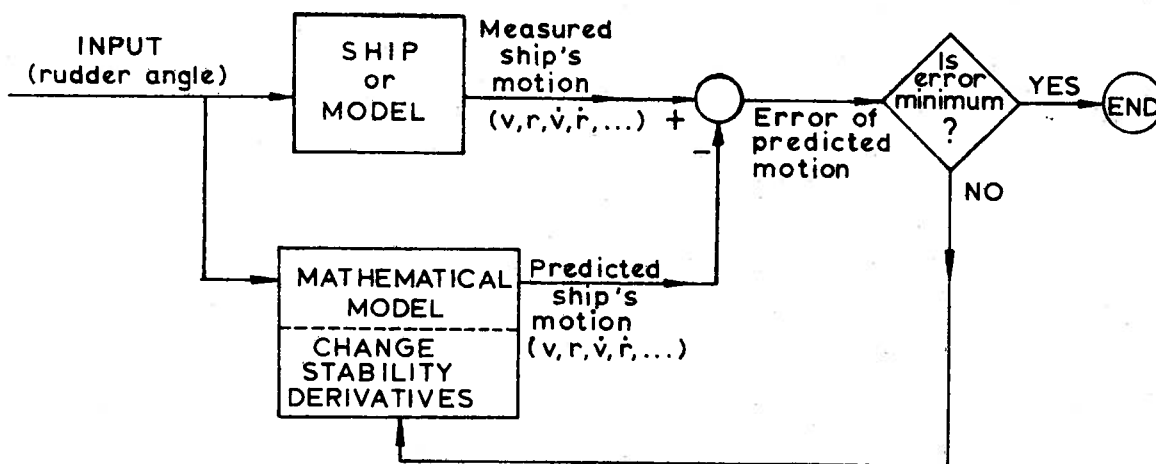 INPUT
(rudder angle)
SHIP
or
MODEL
Measured
ship's
motion
(v, r, v̇, ṙ, ...) +
-
Error of
predicted
motion
Is
error
minimum
?
YES
END
NO
MATHEMATICAL
MODEL
CHANGE
STABILITY
DERIVATIVES
Predicted
ship's
motion
(v, r, v̇, ṙ, ...)